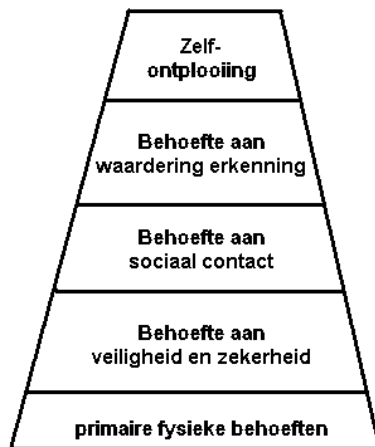 Zelf-
ontplooiing
Behoefte aan
waardering erkenning
Behoefte aan
sociaal contact
Behoefte aan
veiligheid en zekerheid
primaire fysieke behoeften